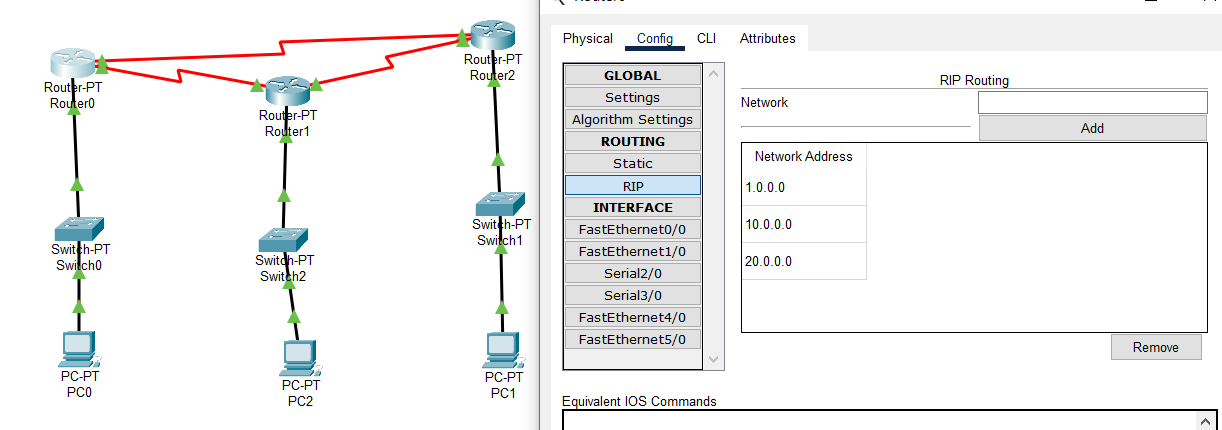 Physical Config CLI Attributes
GLOBAL
Settings
Algorithm Settings
ROUTING
Static
RIP
INTERFACE
FastEthernet0/0
FastEthernet1/0
Serial2/0
Serial3/0
FastEthernet4/0
FastEthernet5/0
RIP Routing
Network
Add
Network Address
1.0.0.0
10.0.0.0
20.0.0.0
Remove
Equivalent IOS Commands
Router-PT
Router0
Router-PT
Router1
Router-PT
Router2
Switch-PT
Switch0
Switch-PT
Switch2
Switch-PT
Switch1
PC-PT
PC0
PC-PT
PC2
PC-PT
PC1